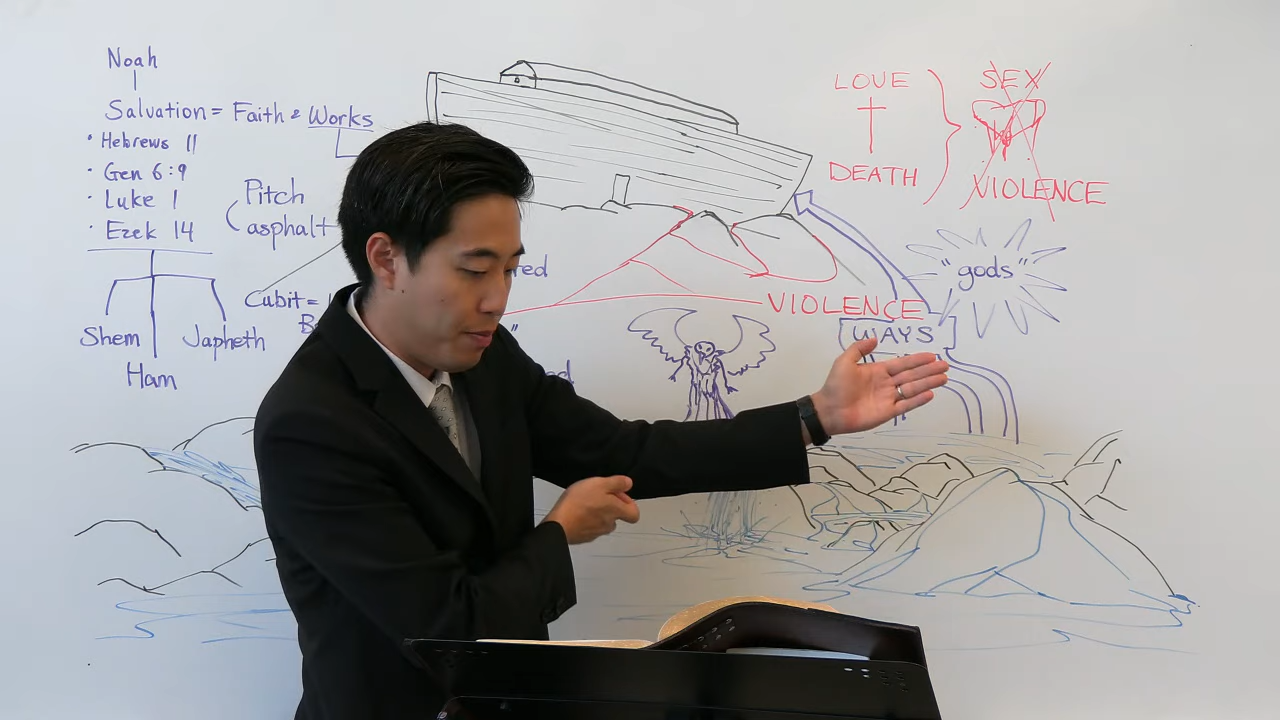 Noah
Salvation = Faith & Works
• Hebrews 11
• Gen 6:9
• Luke 1
• Ezek 14
Shem
Ham
Japheth
Pitch
asphalt
Cubit =
LOVE
DEATH
SEX
VIOLENCE
"gods"
VIOLENCE
WAYS